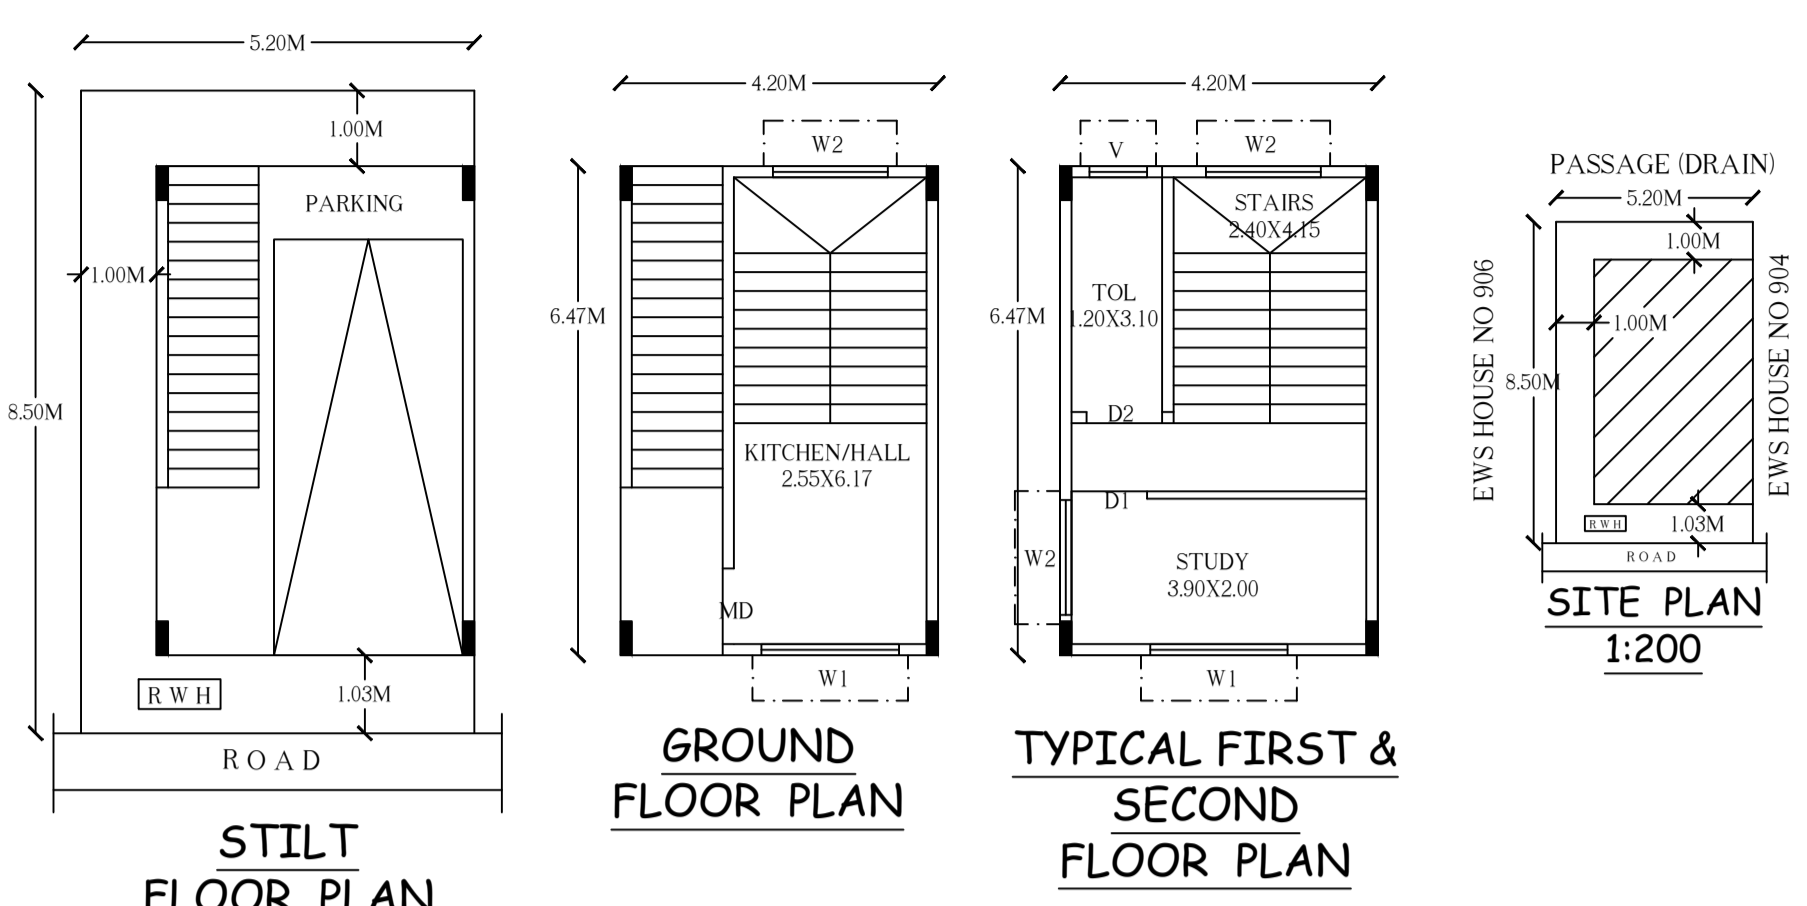 5.20M
1.00M
PARKING
1.00M
8.50M
RWH
1.03M
ROAD
STILT
FLOOR PLAN
4.20M
W2
6.47M
KITCHEN/HALL
2.55X6.17
MD
W1
GROUND
FLOOR PLAN
4.20M
V
W2
STAIRS
2.40X4.15
6.47M
TOL
1.20X3.10
D2
D1
W2
STUDY
3.90X2.00
W1
TYPICAL FIRST &
SECOND
FLOOR PLAN
PASSAGE (DRAIN)
5.20M
1.00M
EWS HOUSE NO 906
EWS HOUSE NO 904
1.00M
8.50M
RWH
1.03M
ROAD
SITE PLAN
1:200